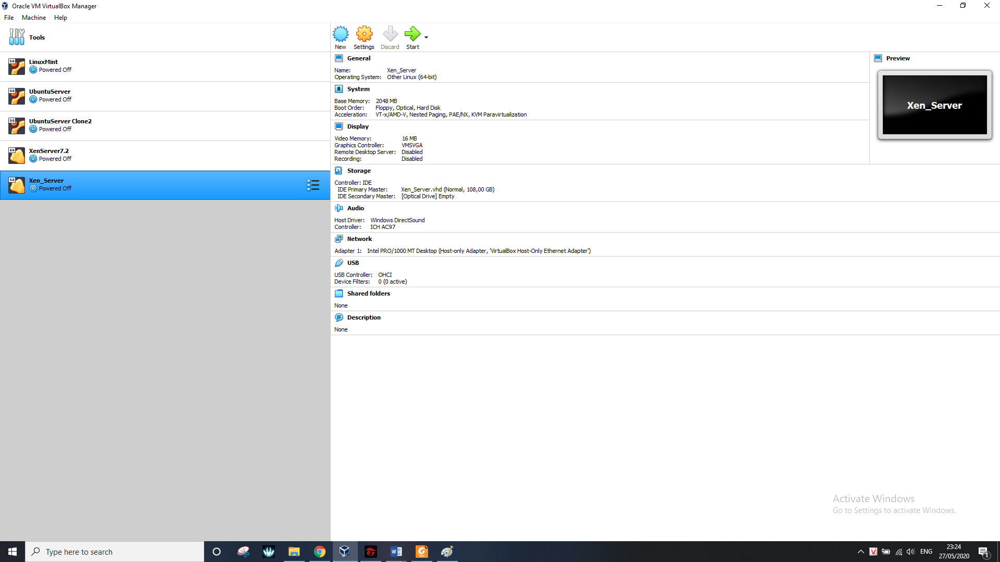 Oracle VM VirtualBox Manager
File Machine Help
Tools
New Settings Discard Start
64 LinuxMint
Powered Off
64 UbuntuServer
Powered Off
64 UbuntuServer Clone2
Powered Off
64 XenServer7.2
Powered Off
64 Xen_Server
Powered Off
General
Name: Xen_Server
Operating System: Other Linux (64-bit)
System
Base Memory: 2048 MB
Boot Order: Floppy, Optical, Hard Disk
Acceleration: VT-x/AMD-V, Nested Paging, PAE/NX, KVM Paravirtualization
Display
Video Memory: 16 MB
Graphics Controller: VMSVGA
Remote Desktop Server: Disabled
Recording: Disabled
Storage
Controller: IDE
IDE Primary Master: Xen_Server.vhd (Normal, 108,00 GB)
IDE Secondary Master: [Optical Drive] Empty
Audio
Host Driver: Windows DirectSound
Controller: ICH AC97
Network
Adapter 1: Intel PRO/1000 MT Desktop (Host-only Adapter, 'VirtualBox Host-Only Ethernet Adapter')
USB
USB Controller: OHCI
Device Filters: 0 (0 active)
Shared folders
None
Description
None
Preview
Xen_Server
Activate Windows
Go to Settings to activate Windows.
Type here to search
ENG
23:24
27/05/2020
1